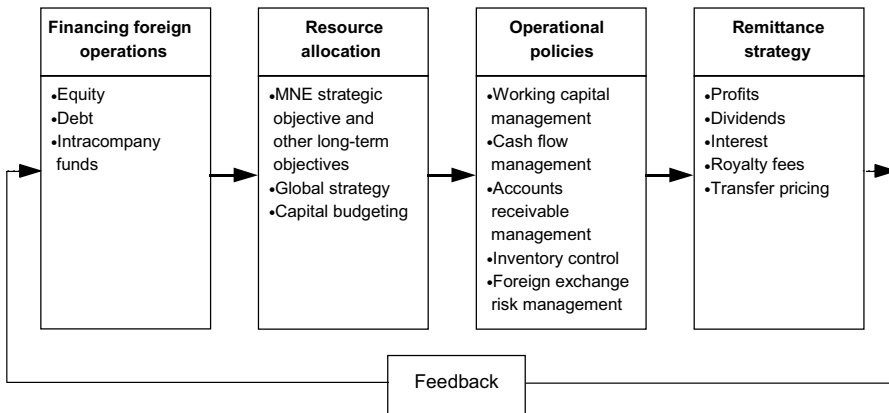 Financing foreign
operations
•Equity
•Debt
•Intracompany
funds
Resource
allocation
•MNE strategic
objective and
other long-term
objectives
•Global strategy
•Capital budgeting
Operational
policies
•Working capital
management
•Cash flow
management
•Accounts
receivable
management
•Inventory control
•Foreign exchange
risk management
Remittance
strategy
•Profits
•Dividends
•Interest
•Royalty fees
•Transfer pricing
Feedback